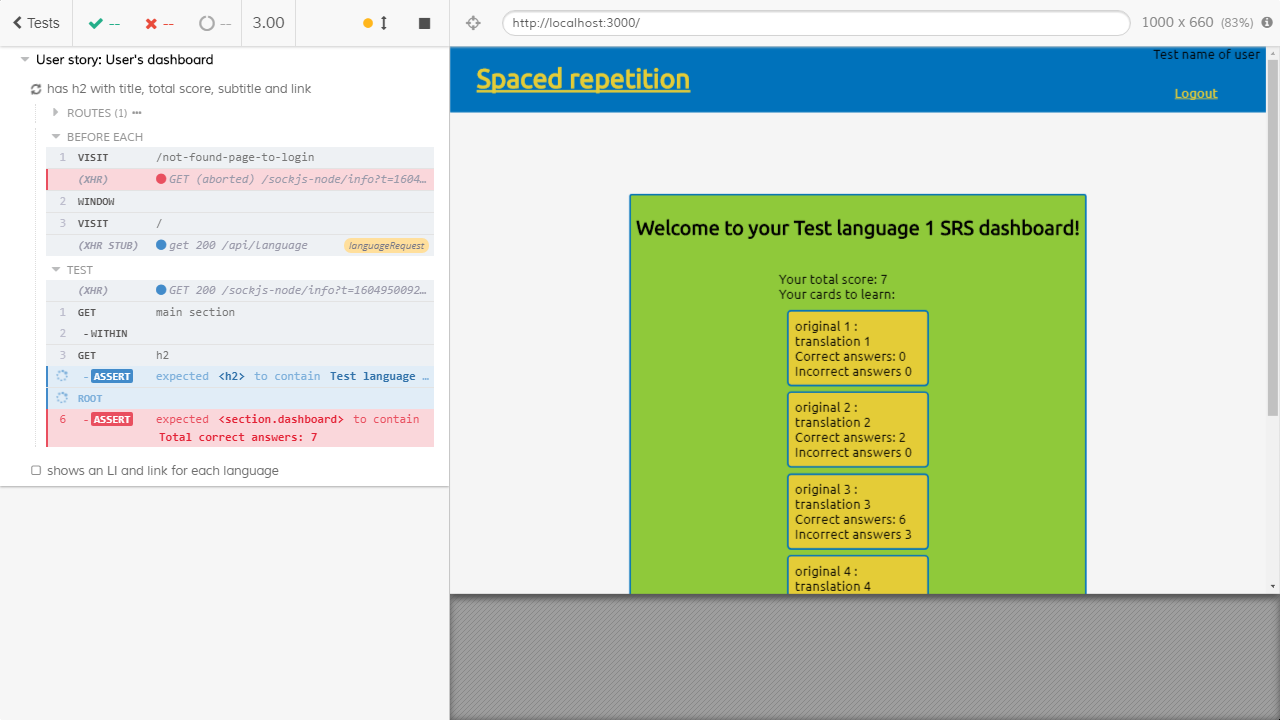 Tests
--
--
--
3.00
http://localhost:3000/
1000 x 660 (83%)
User story: User's dashboard
has h2 with title, total score, subtitle and link
ROUTES (1)
BEFORE EACH
1 VISIT /not-found-page-to-login
(XHR) GET (aborted) /sockjs-node/info?t=1604…
2 WINDOW
3 VISIT /
(XHR STUB) get 200 /api/language languageRequest
TEST
(XHR) GET 200 /sockjs-node/info?t=1604950092…
1 GET main section
2 -WITHIN
3 GET h2
-ASSERT expected <h2> to contain Test language …
ROOT
6 -ASSERT expected <section.dashboard> to contain
Total correct answers: 7
shows an LI and link for each language
Test name of user
Spaced repetition
Logout
Welcome to your Test language 1 SRS dashboard!
Your total score: 7
Your cards to learn:
original 1 :
translation 1
Correct answers: 0
Incorrect answers 0
original 2 :
translation 2
Correct answers: 2
Incorrect answers 0
original 3 :
translation 3
Correct answers: 6
Incorrect answers 3
original 4 :
translation 4